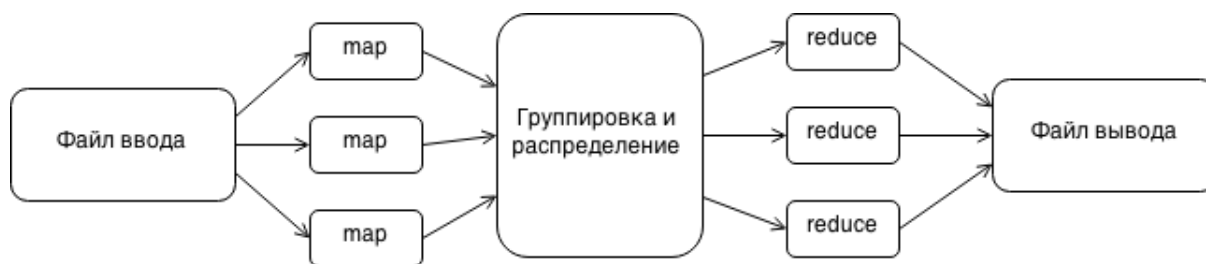 Файл ввода
map
map
map
Группировка и
распределение
reduce
reduce
reduce
Файл вывода